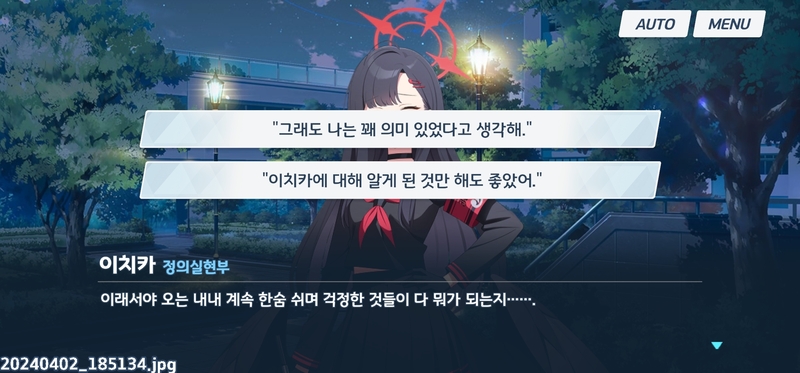 AUTO MENU
"그래도 나는 꽤 의미 있었다고 생각해."
"이치카에 대해 알게 된 것만 해도 좋았어."
이치카 정의실현부
이래서야 오는 내내 계속 한숨 쉬며 걱정한 것들이 다 뭐가 되는지…….
20240402_185134.jpg